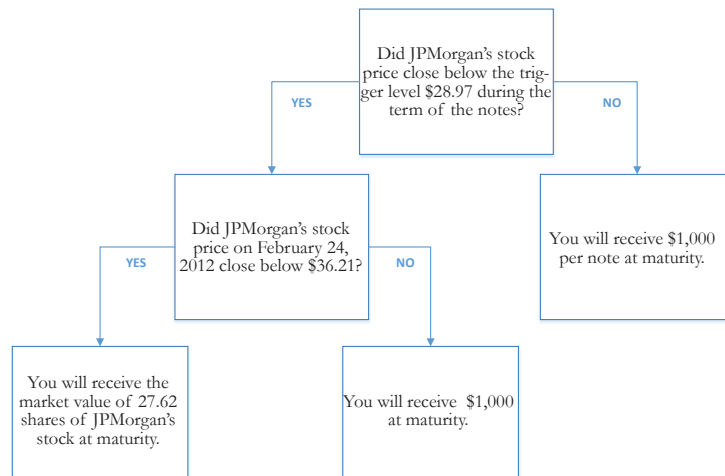 Did JPMorgan's stock
price close below the trig-
ger level $28.97 during the
term of the notes?
YES
NO
Did JPMorgan's stock
price on February 24,
2012 close below $36.21?
You will receive $1,000
per note at maturity.
YES
NO
You will receive the
market value of 27.62
shares of JPMorgan's
stock at maturity.
You will receive $1,000
at maturity.